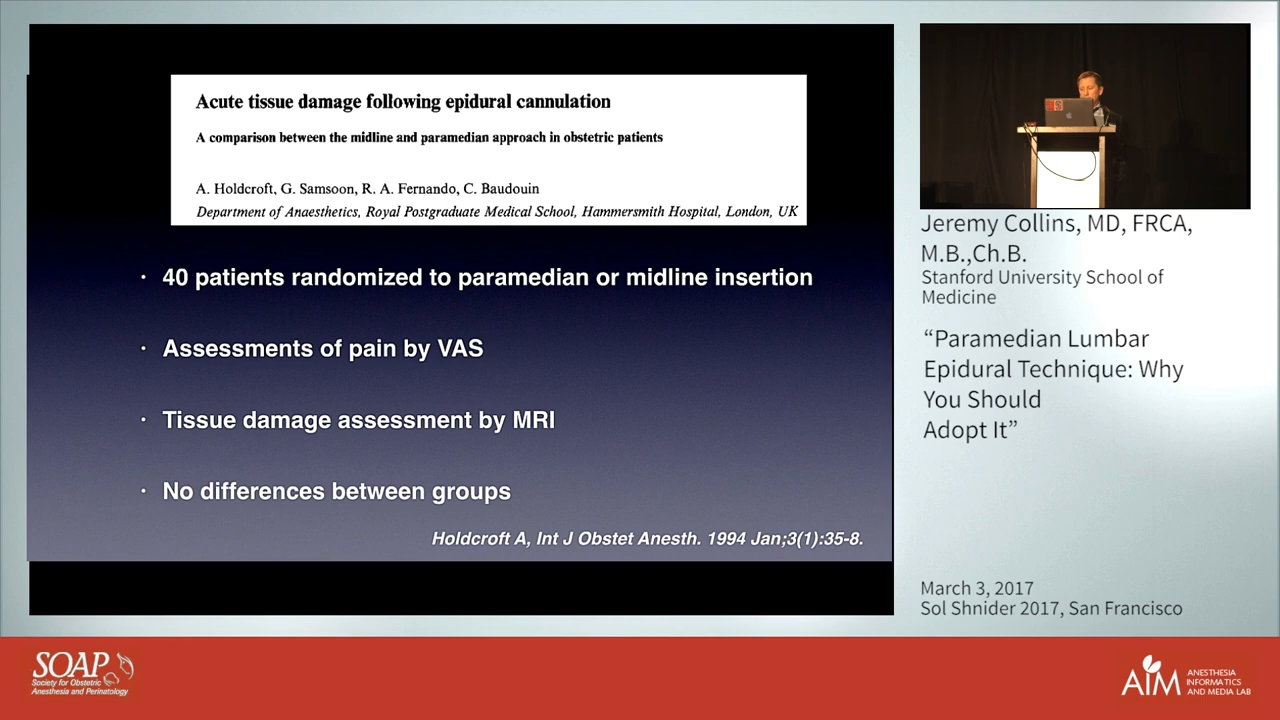 Acute tissue damage following epidural cannulation
A comparison between the midline and paramedian approach in obstetric patients
A. Holdcroft, G. Samsoon, R. A. Fernando, C. Baudouin
Department of Anaesthetics, Royal Postgraduate Medical School, Hammersmith Hospital, London, UK
· 40 patients randomized to paramedian or midline insertion
· Assessments of pain by VAS
· Tissue damage assessment by MRI
· No differences between groups
Holdcroft A, Int J Obstet Anesth. 1994 Jan;3(1):35-8.
Jeremy Collins, MD, FRCA,
M.B.,Ch.B.
Stanford University School of
Medicine
“Paramedian Lumbar
Epidural Technique: Why
You Should
Adopt It”
March 3, 2017
Sol Shnider 2017, San Francisco
SOAP
Society for Obstetric
Anesthesia and Perinatology
AIM
ANESTHESIA
INFORMATICS
AND MEDIA LAB